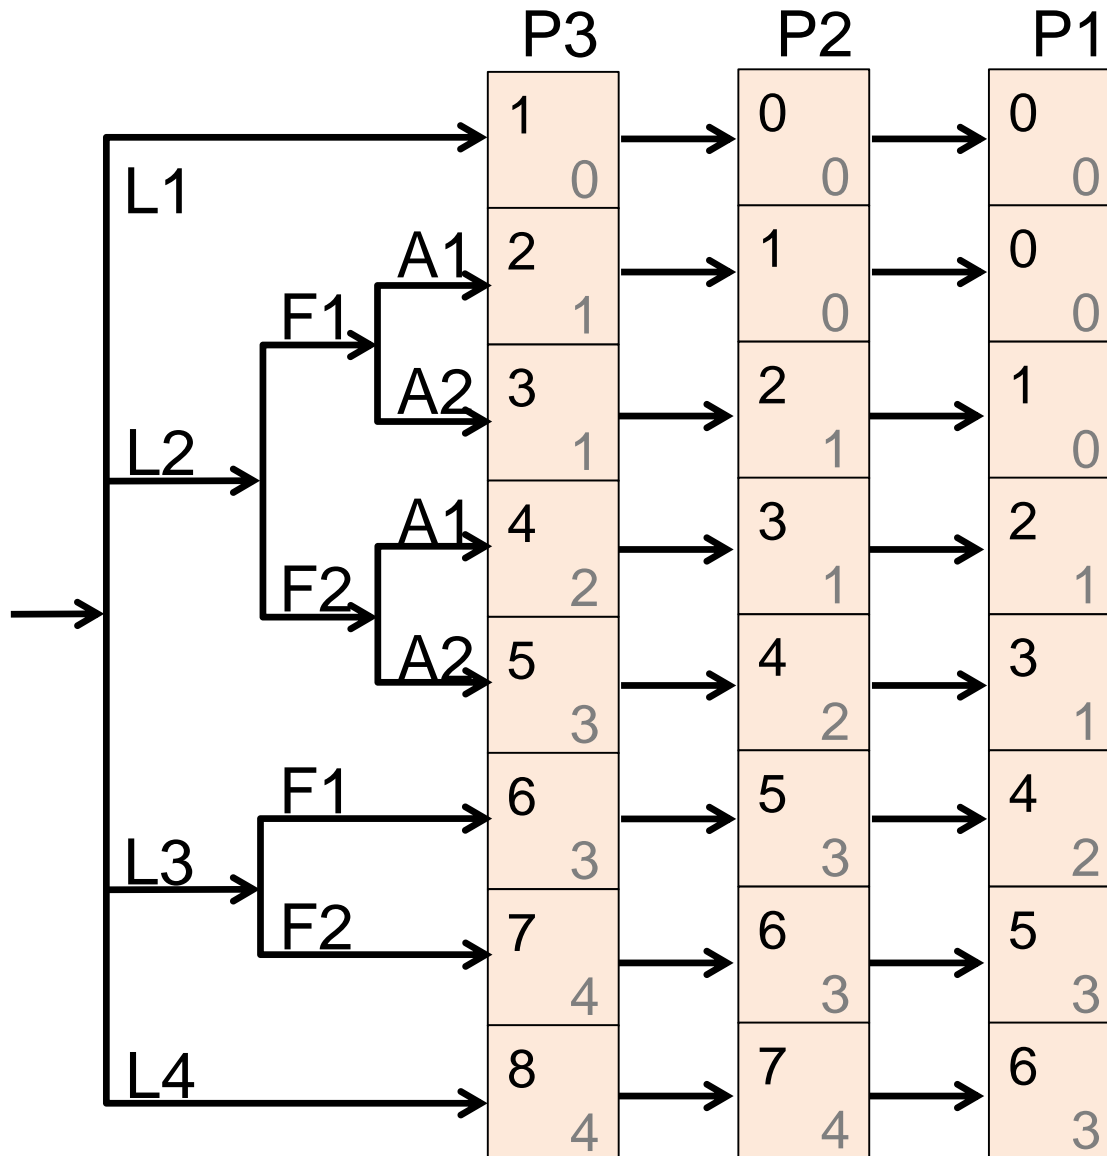 P3 P2 P1
1 0 0
0 0 0
L1
A1 2 1 0
F1 1 0 0
A2 3 2 1
L2 1 1 0
A1 4 3 2
F2 2 1 1
A2 5 4 3
3 2 1
F1 6 5 4
L3 3 3 2
F2 7 6 5
4 3 3
L4 8 7 6
4 4 3